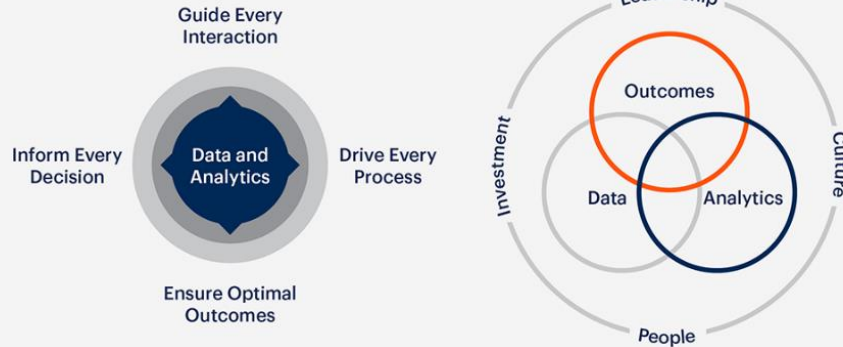 Guide Every
Interaction
Inform Every
Decision
Data and
Analytics
Drive Every
Process
Ensure Optimal
Outcomes
Leadership
Investment
Culture
People
Outcomes
Data
Analytics